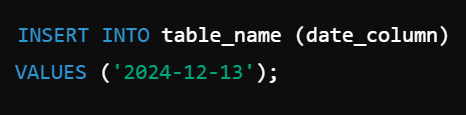 INSERT INTO table_name (date_column)
VALUES ('2024-12-13');